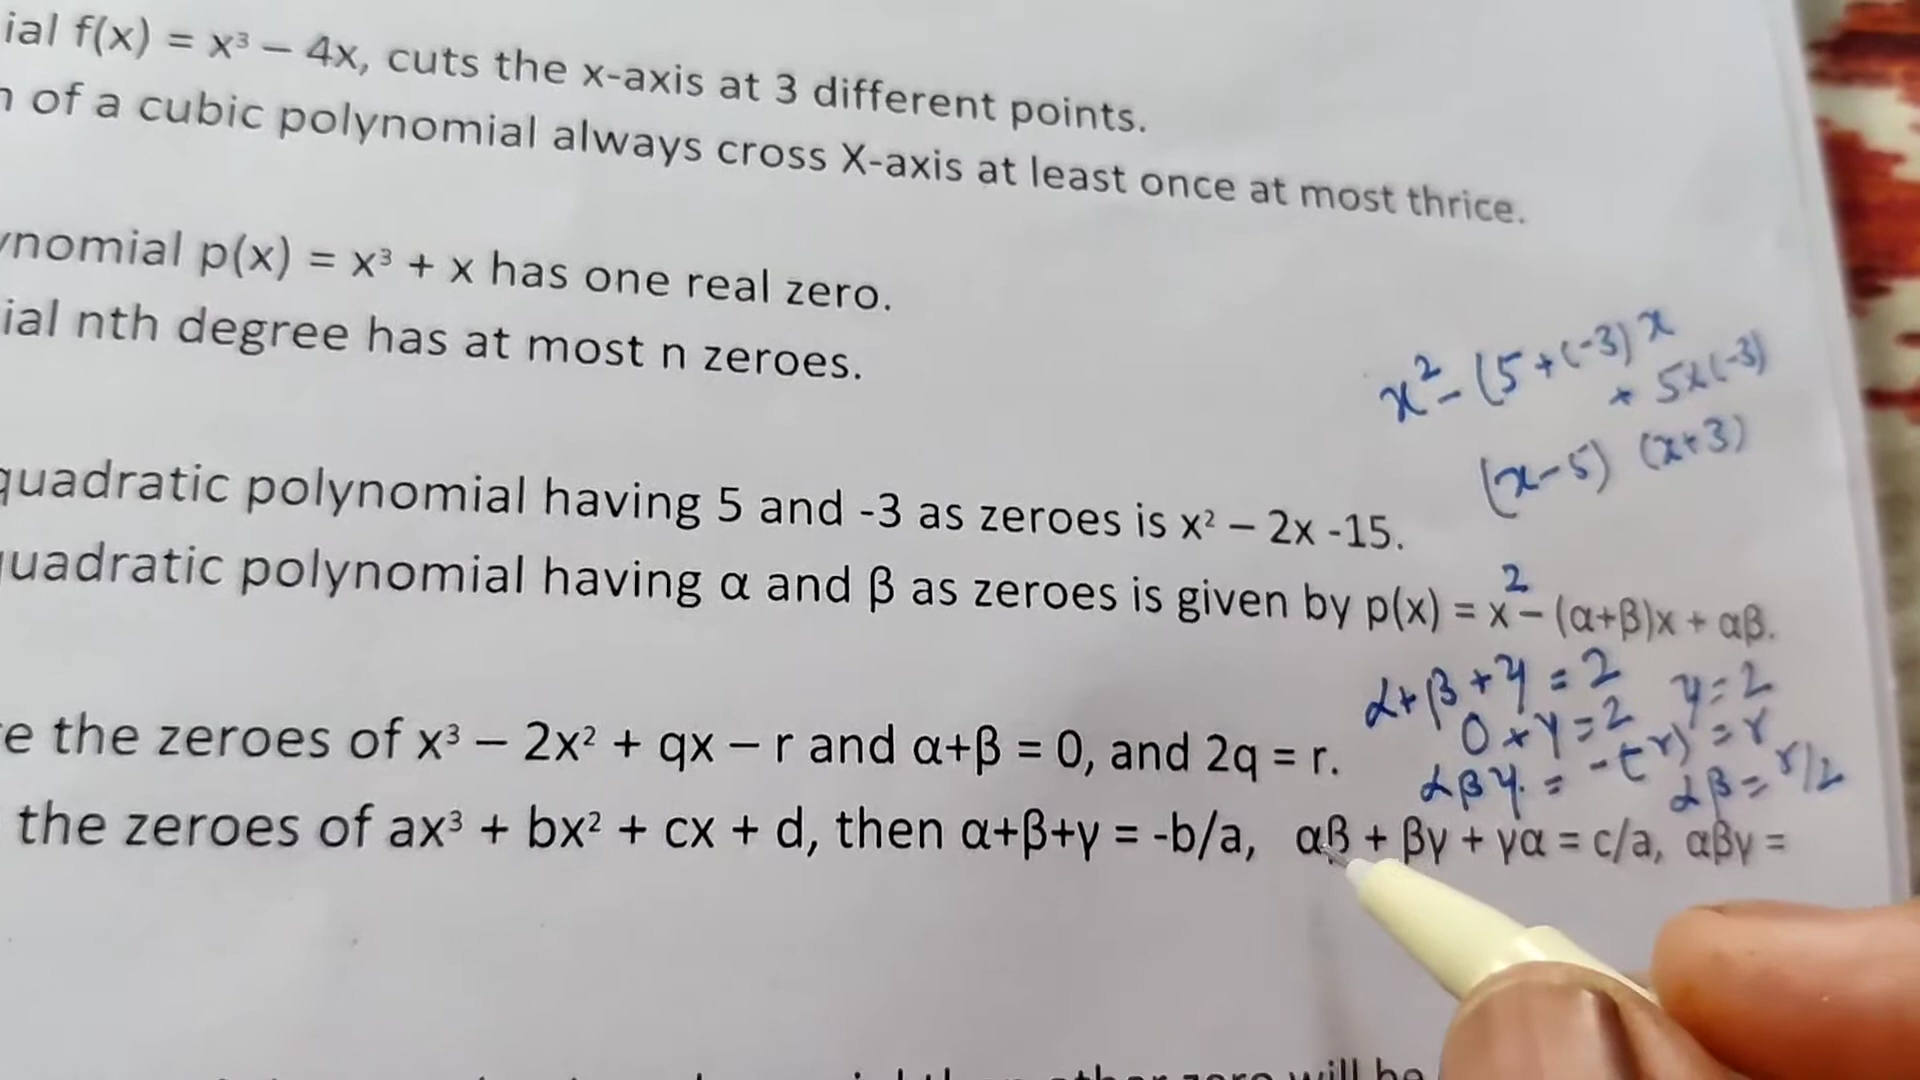 ial f(x) = x³ – 4x, cuts the x-axis at 3 different points.
of a cubic polynomial always cross X-axis at least once at most thrice.
ynomial p(x) = x³ + x has one real zero.
ial nth degree has at most n zeroes.
x² - (5+(-3)) x
+ 5x(-3)
(x-5) (x+3)
quadratic polynomial having 5 and -3 as zeroes is x² – 2x -15.
uadratic polynomial having α and β as zeroes is given by p(x) = x² – (α+β)x + αβ.
α+β+γ = 2 γ=2
0+γ=2
e the zeroes of x³ – 2x² + qx – r and α+β = 0, and 2q = r.
αβγ = -(-r) = r
αβ = r/2
the zeroes of ax³ + bx² + cx + d, then α+β+γ = -b/a, αβ + βγ + γα = c/a, αβγ =
will be